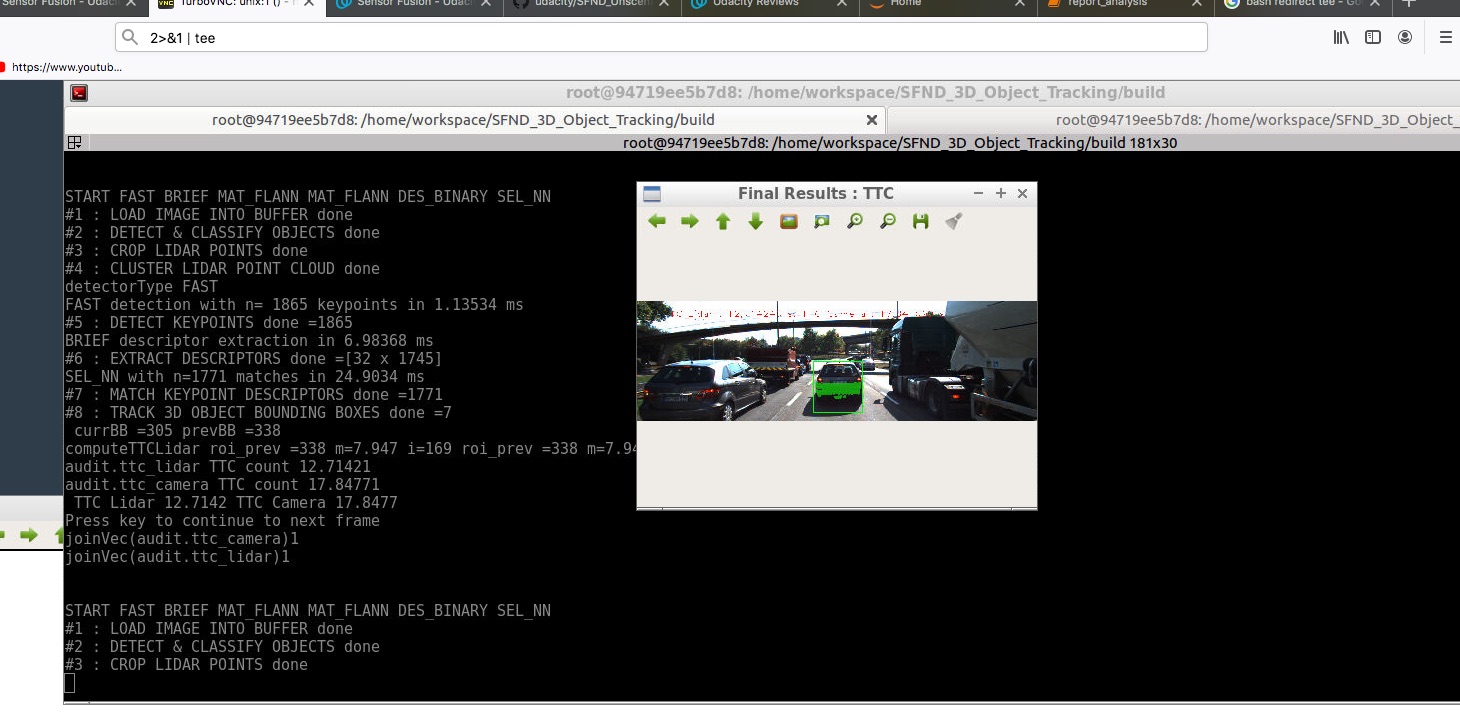 Sensor Fusion - Udac
TurboVNC: unix:1 () -
Sensor Fusion - Udac
udacity/SFND_Unscen
Udacity Reviews
Home
report_analysis
bash redirect tee - Go
2>&1 | tee
https://www.youtub...
root@94719ee5b7d8: /home/workspace/SFND_3D_Object_Tracking/build
root@94719ee5b7d8: /home/workspace/SFND_3D_Object_Tracking/build
root@94719ee5b7d8: /home/workspace/SFND_3D_Object_
root@94719ee5b7d8: /home/workspace/SFND_3D_Object_Tracking/build 181x30
START FAST BRIEF MAT_FLANN MAT_FLANN DES_BINARY SEL_NN
#1 : LOAD IMAGE INTO BUFFER done
#2 : DETECT & CLASSIFY OBJECTS done
#3 : CROP LIDAR POINTS done
#4 : CLUSTER LIDAR POINT CLOUD done
detectorType FAST
FAST detection with n= 1865 keypoints in 1.13534 ms
#5 : DETECT KEYPOINTS done =1865
BRIEF descriptor extraction in 6.98368 ms
#6 : EXTRACT DESCRIPTORS done =[32 x 1745]
SEL_NN with n=1771 matches in 24.9034 ms
#7 : MATCH KEYPOINT DESCRIPTORS done =1771
#8 : TRACK 3D OBJECT BOUNDING BOXES done =7
currBB =305 prevBB =338
computeTTCLidar roi_prev =338 m=7.947 i=169 roi_prev =338 m=7.94
audit.ttc_lidar TTC count 12.71421
audit.ttc_camera TTC count 17.84771
TTC Lidar 12.7142 TTC Camera 17.8477
Press key to continue to next frame
joinVec(audit.ttc_camera)1
joinVec(audit.ttc_lidar)1
START FAST BRIEF MAT_FLANN MAT_FLANN DES_BINARY SEL_NN
#1 : LOAD IMAGE INTO BUFFER done
#2 : DETECT & CLASSIFY OBJECTS done
#3 : CROP LIDAR POINTS done
Final Results : TTC